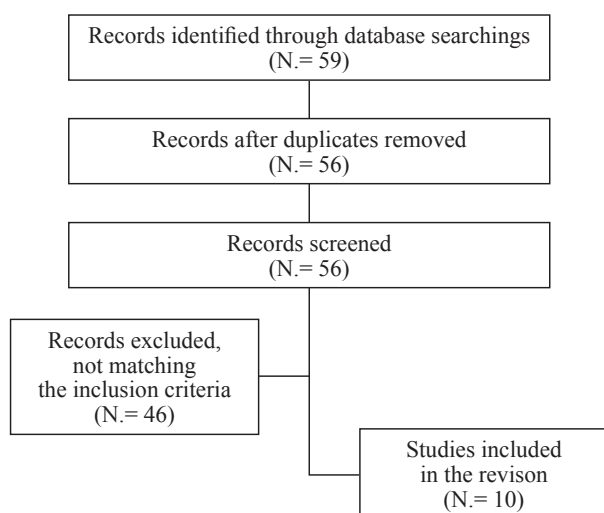 Records identified through database searchings
(N.= 59)
Records after duplicates removed
(N.= 56)
Records screened
(N.= 56)
Records excluded,
not matching
the inclusion criteria
(N.= 46)
Studies included
in the revison
(N.= 10)